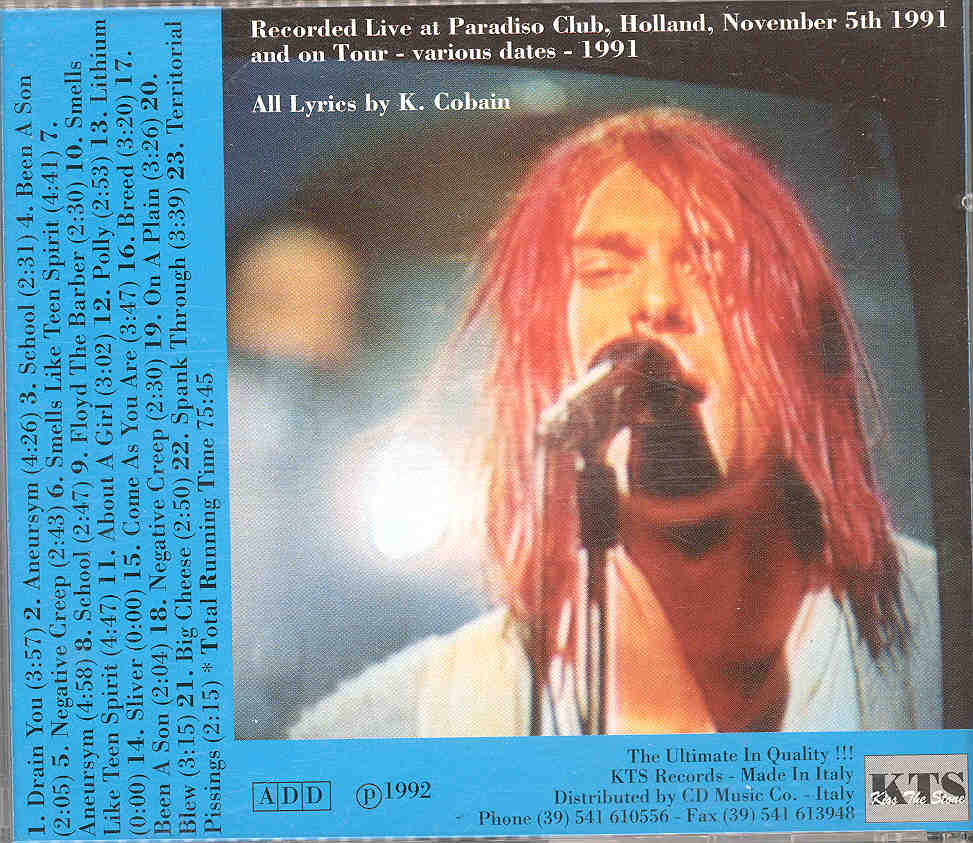 Recorded Live at Paradiso Club, Holland, November 5th 1991
and on Tour - various dates - 1991
All Lyrics by K. Cobain
1. Drain You (3:57) 2. Aneursym (4:26) 3. School (2:31) 4. Been A Son
(2:05) 5. Negative Creep (2:43) 6. Smells Like Teen Spirit (4:41) 7.
Aneursym (4:58) 8. School (2:47) 9. Floyd The Barber (2:30) 10. Smells
Like Teen Spirit (4:47) 11. About A Girl (3:02) 12. Polly (2:53) 13. Lithium
(0:00) 14. Sliver (0:00) 15. Come As You Are (3:47) 16. Breed (3:20) 17.
Been A Son (2:04) 18. Negative Creep (2:30) 19. On A Plain (3:26) 20.
Blew (3:15) 21. Big Cheese (2:50) 22. Spank Through (3:39) 23. Territorial
Pissings (2:15) * Total Running Time 75:45
ADD
℗1992
The Ultimate In Quality !!!
KTS Records - Made In Italy
Distributed by CD Music Co. - Italy
Phone (39) 541 610556 - Fax (39) 541 613948
KTS
Kiss The Stone